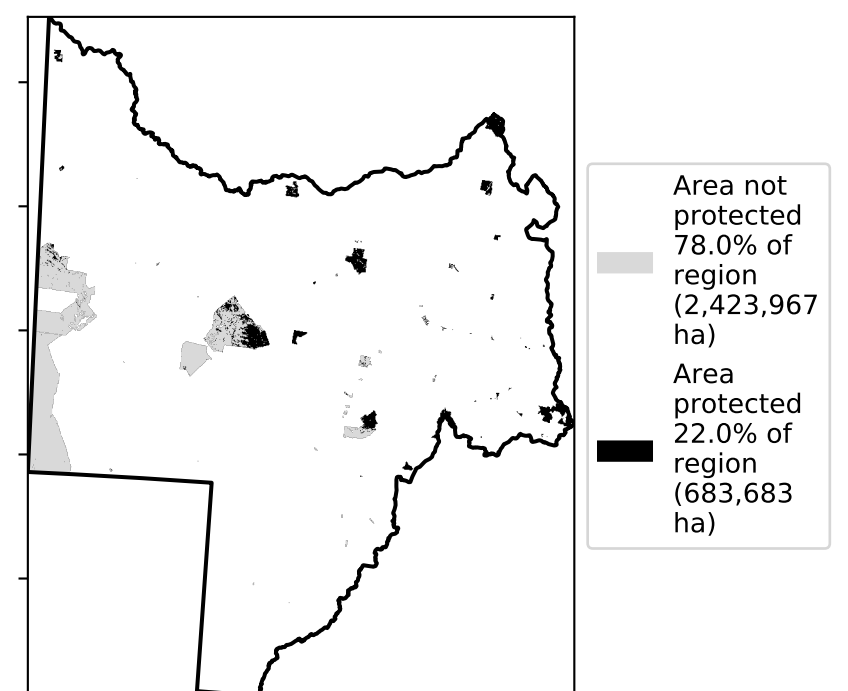 Area not
protected
78.0% of
region
(2,423,967
ha)
Area
protected
22.0% of
region
(683,683
ha)